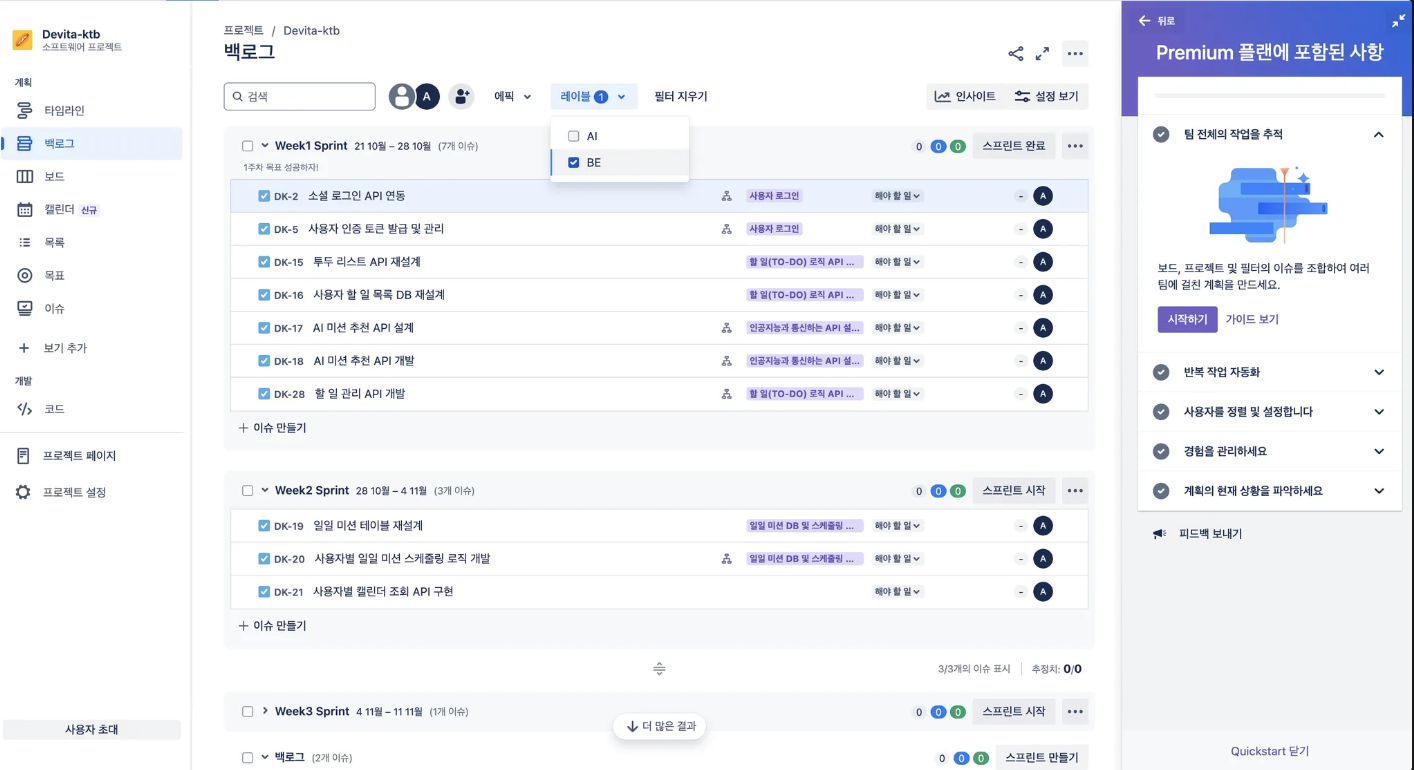 Devita-ktb
소프트웨어 프로젝트
계획
타임라인
백로그
보드
캘린더 신규
목록
목표
이슈
보기 추가
개발
코드
프로젝트 페이지
프로젝트 설정
사용자 초대
프로젝트 / Devita-ktb
백로그
검색 A 에픽 레이블 1 필터 지우기 인사이트 설정 보기
AI
BE
Week1 Sprint 21 10월 – 28 10월 (7개 이슈) 0 0 0 스프린트 완료
1주차 목표 성공하자!
DK-2 소셜 로그인 API 연동 사용자 로그인 해야 할 일 - A
DK-5 사용자 인증 토큰 발급 및 관리 사용자 로그인 해야 할 일 - A
DK-15 투두 리스트 API 재설계 할 일(TO-DO) 로직 API ... 해야 할 일 - A
DK-16 사용자 할 일 목록 DB 재설계 할 일(TO-DO) 로직 API ... 해야 할 일 - A
DK-17 AI 미션 추천 API 설계 인공지능과 통신하는 API 설... 해야 할 일 - A
DK-18 AI 미션 추천 API 개발 인공지능과 통신하는 API 설... 해야 할 일 - A
DK-28 할 일 관리 API 개발 할 일(TO-DO) 로직 API ... 해야 할 일 - A
+ 이슈 만들기
Week2 Sprint 28 10월 – 4 11월 (3개 이슈) 0 0 0 스프린트 시작
DK-19 일일 미션 테이블 재설계 일일 미션 DB 및 스케줄링 ... 해야 할 일 - A
DK-20 사용자별 일일 미션 스케줄링 로직 개발 일일 미션 DB 및 스케줄링 ... 해야 할 일 - A
DK-21 사용자별 캘린더 조회 API 구현 해야 할 일 - A
+ 이슈 만들기
3/3개의 이슈 표시 추정치: 0/0
Week3 Sprint 4 11월 – 11 11월 (1개 이슈) 0 0 0 스프린트 시작
더 많은 결과
백로그 (2개 이슈) 0 0 0 스프린트 만들기
뒤로
Premium 플랜에 포함된 사항
팀 전체의 작업을 추적
보드, 프로젝트 및 필터의 이슈를 조합하여 여러
팀에 걸친 계획을 만드세요.
시작하기 가이드 보기
반복 작업 자동화
사용자를 정렬 및 설정합니다
경험을 관리하세요
계획의 현재 상황을 파악하세요
피드백 보내기
Quickstart 닫기